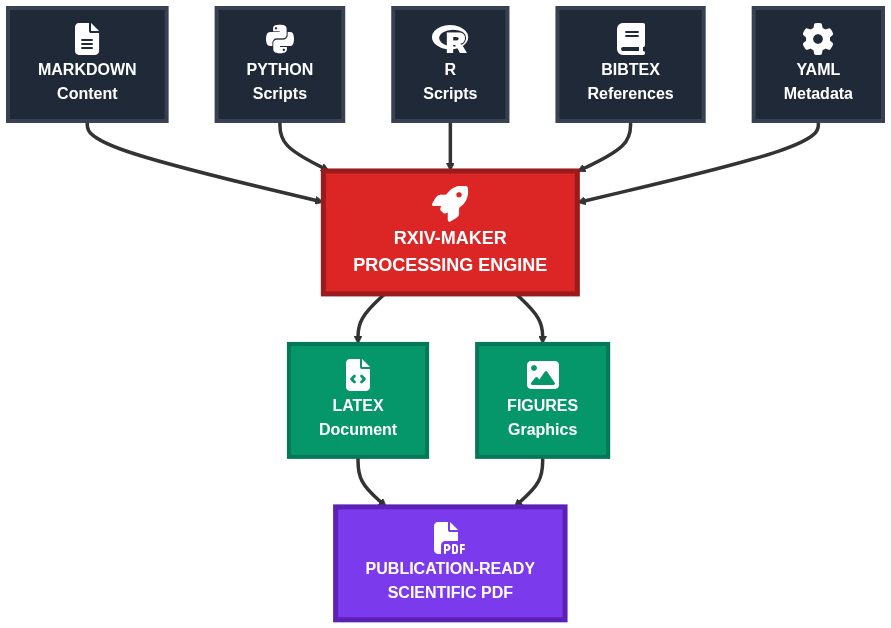 MARKDOWN
Content
PYTHON
Scripts
R
Scripts
BIBTEX
References
YAML
Metadata
RXIV-MAKER
PROCESSING ENGINE
LATEX
Document
FIGURES
Graphics
PDF
PUBLICATION-READY
SCIENTIFIC PDF